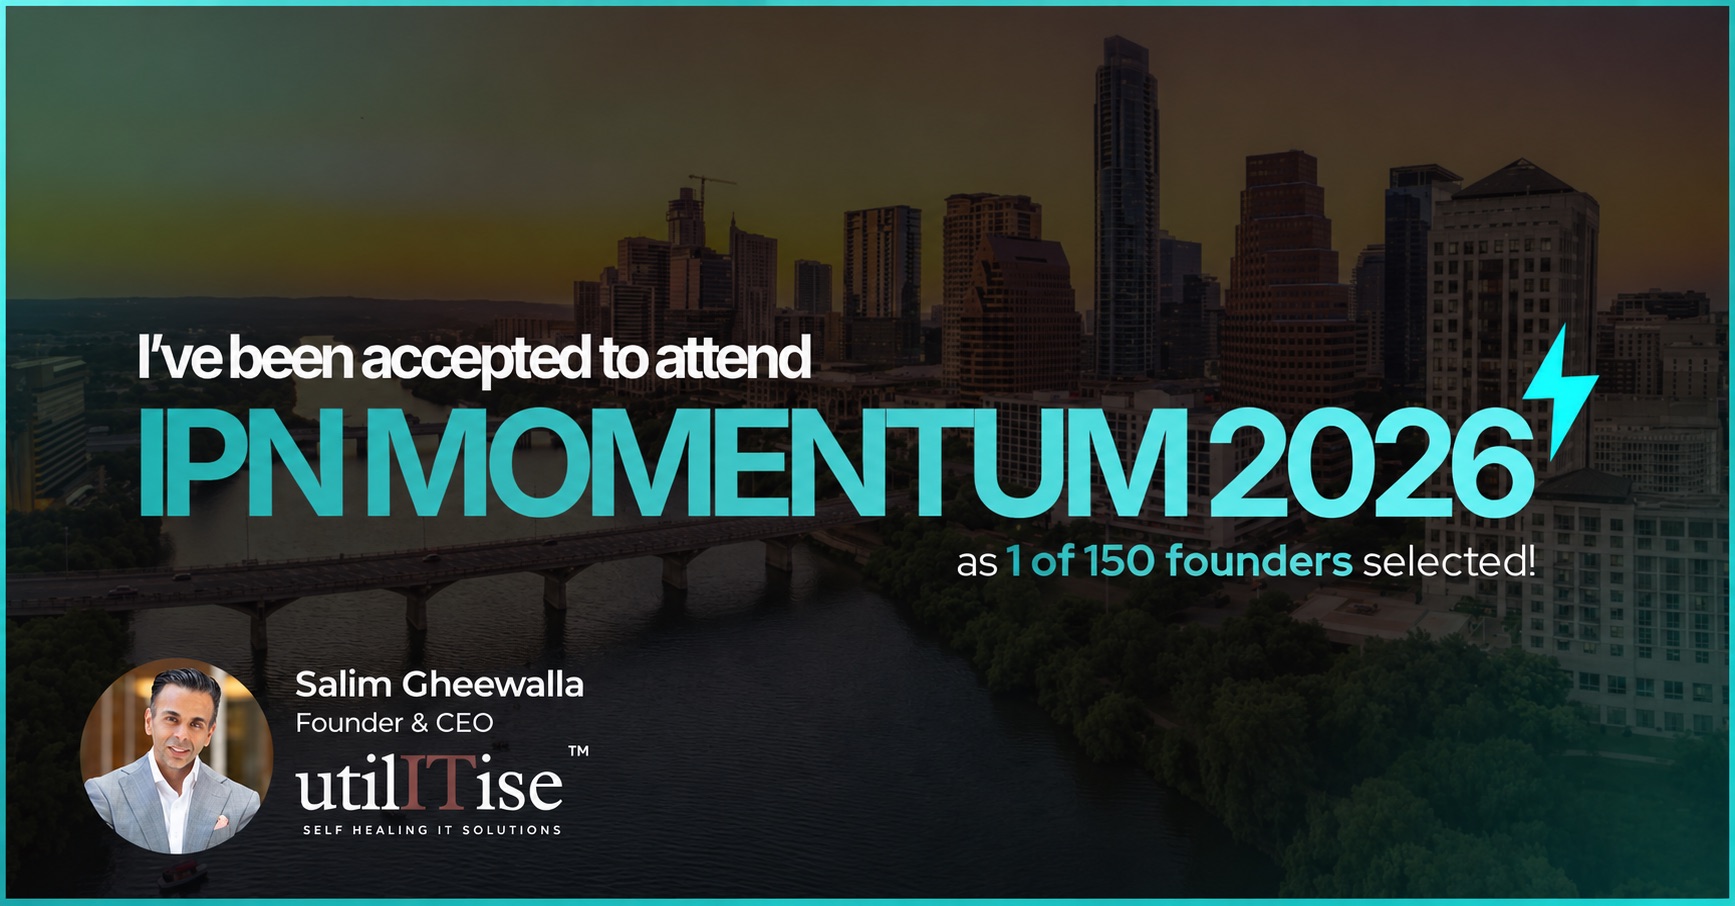 I've been accepted to attend
IPN MOMENTUM 2026
as 1 of 150 founders selected!
Salim Gheewalla
Founder & CEO
utilITise™
SELF HEALING IT SOLUTIONS